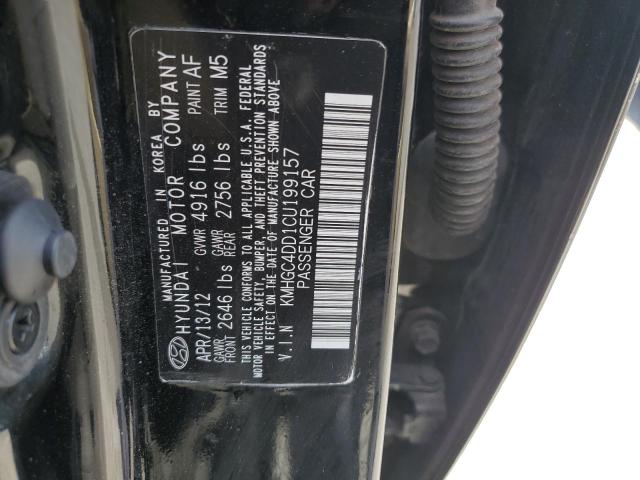 MANUFACTURED IN KOREA BY
HYUNDAI MOTOR COMPANY
APR/13/12 GVWR 4916 lbs PAINT AF
GAWR FRONT 2646 lbs GAWR REAR 2756 lbs TRIM M5
THIS VEHICLE CONFORMS TO ALL APPLICABLE U.S.A. FEDERAL
MOTOR VEHICLE SAFETY, BUMPER, AND THEFT PREVENTION STANDARDS
IN EFFECT ON THE DATE OF MANUFACTURE SHOWN ABOVE
V.I.N KMHGC4DD1CU199157
PASSENGER CAR